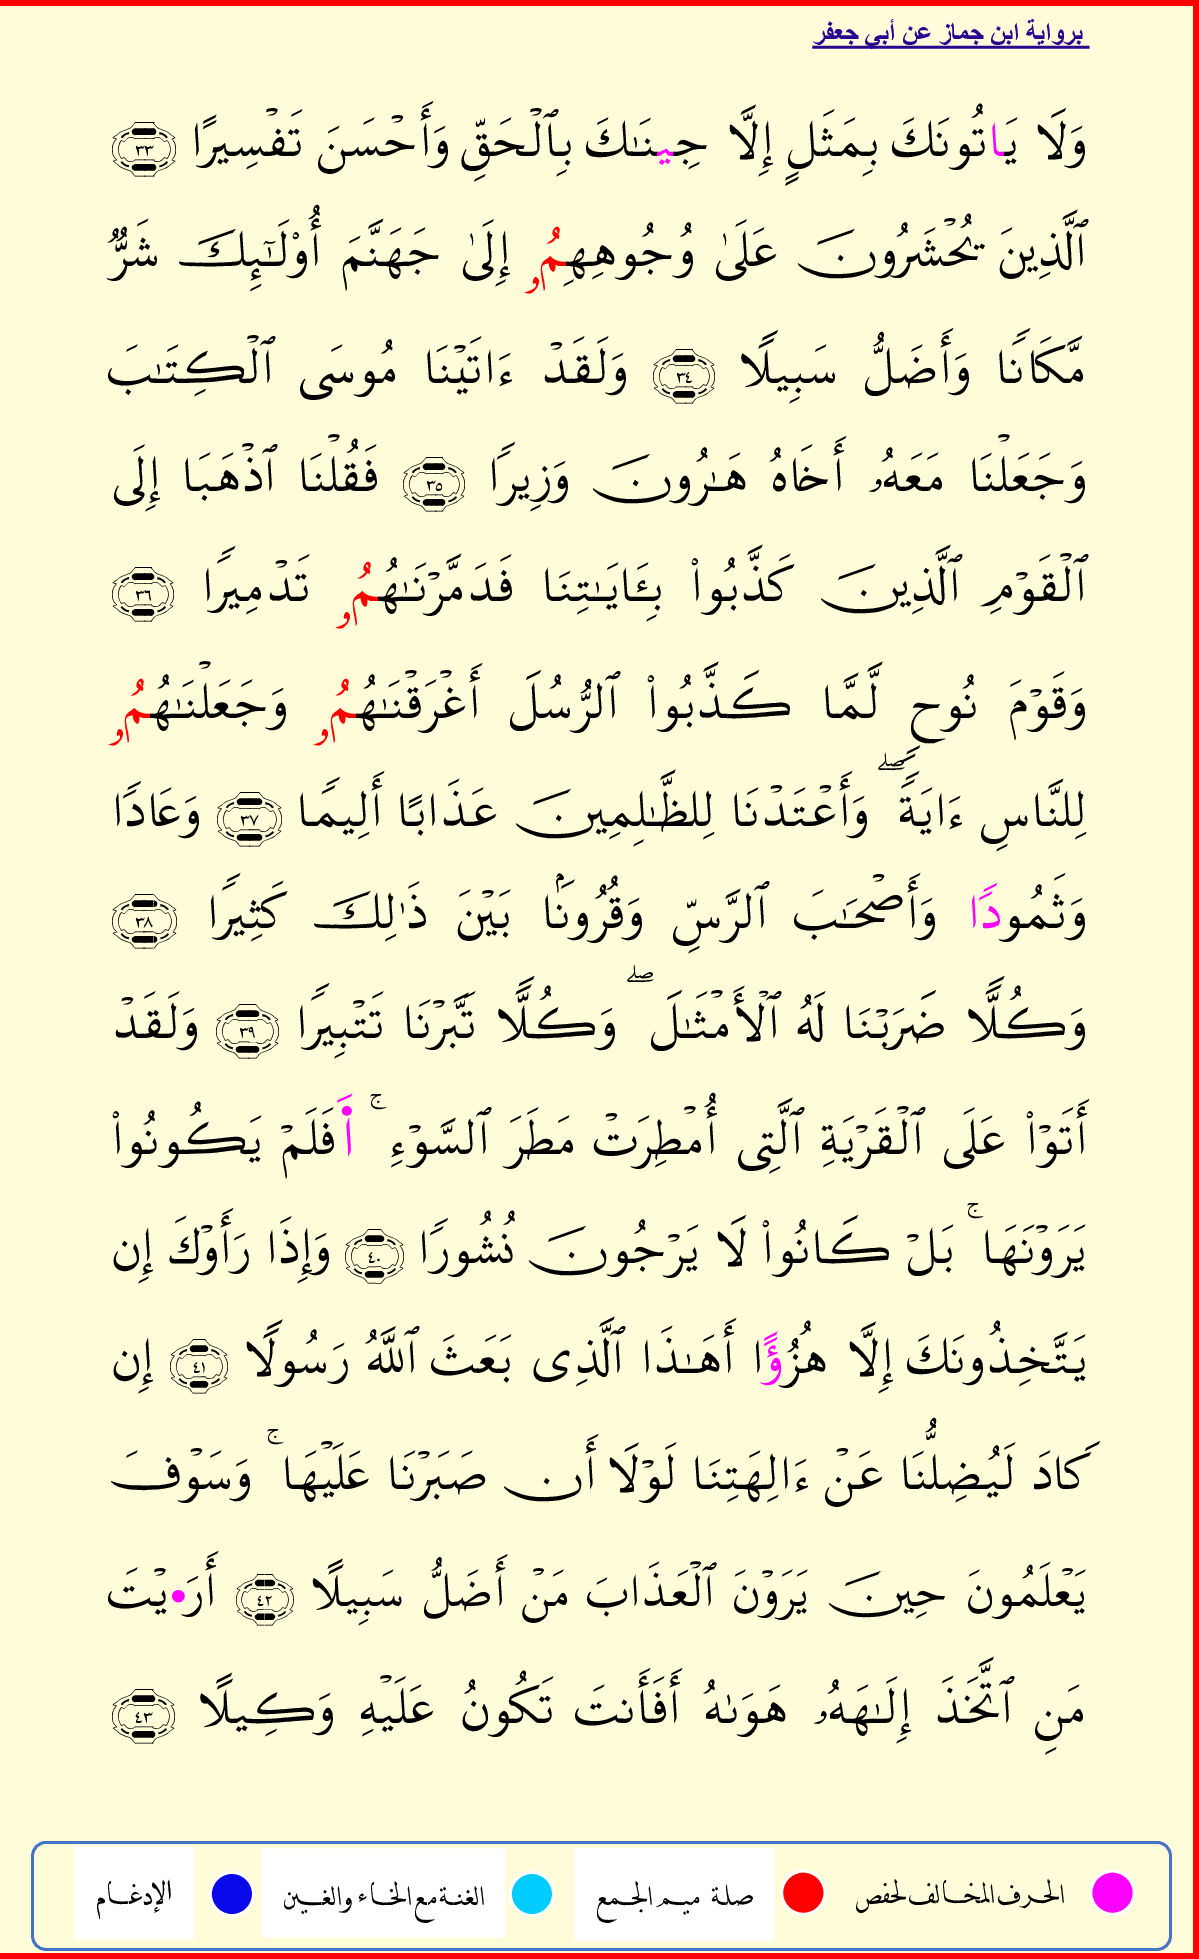 برواية ابن جماز عن أبي جعفر
وَلَا يَاتُونَكَ بِمَثَلٍ إِلَّا جِينَٰكَ بِٱلْحَقِّ وَأَحْسَنَ تَفْسِيرًا ٣٣
ٱلَّذِينَ يُحْشَرُونَ عَلَىٰ وُجُوهِهِمُۥ إِلَىٰ جَهَنَّمَ أُوْلَٰٓئِكَ شَرٌّ
مَّكَانًا وَأَضَلُّ سَبِيلًا ٣٤ وَلَقَدْ ءَاتَيْنَا مُوسَى ٱلْكِتَٰبَ
وَجَعَلْنَا مَعَهُۥ أَخَاهُ هَٰرُونَ وَزِيرًا ٣٥ فَقُلْنَا ٱذْهَبَا إِلَى
ٱلْقَوْمِ ٱلَّذِينَ كَذَّبُوا۟ بِـَٔايَٰتِنَا فَدَمَّرْنَٰهُمُۥ تَدْمِيرًا ٣٦
وَقَوْمَ نُوحٍ لَّمَّا كَذَّبُوا۟ ٱلرُّسُلَ أَغْرَقْنَٰهُمُۥ وَجَعَلْنَٰهُمُۥ
لِلنَّاسِ ءَايَةً ۖ وَأَعْتَدْنَا لِلظَّٰلِمِينَ عَذَابًا أَلِيمًا ٣٧ وَعَادًا
وَثَمُودًا وَأَصْحَٰبَ ٱلرَّسِّ وَقُرُونًۢا بَيْنَ ذَٰلِكَ كَثِيرًا ٣٨
وَكُلًّا ضَرَبْنَا لَهُ ٱلْأَمْثَٰلَ ۖ وَكُلًّا تَبَّرْنَا تَتْبِيرًا ٣٩ وَلَقَدْ
أَتَوْا۟ عَلَى ٱلْقَرْيَةِ ٱلَّتِى أُمْطِرَتْ مَطَرَ ٱلسَّوْءِ ۚ أَفَلَمْ يَكُونُوا۟
يَرَوْنَهَا ۚ بَلْ كَانُوا۟ لَا يَرْجُونَ نُشُورًا ٤٠ وَإِذَا رَأَوْكَ إِن
يَتَّخِذُونَكَ إِلَّا هُزُؤًا أَهَٰذَا ٱلَّذِى بَعَثَ ٱللَّهُ رَسُولًا ٤١ إِن
كَادَ لَيُضِلُّنَا عَنْ ءَالِهَتِنَا لَوْلَا أَن صَبَرْنَا عَلَيْهَا ۚ وَسَوْفَ
يَعْلَمُونَ حِينَ يَرَوْنَ ٱلْعَذَابَ مَنْ أَضَلُّ سَبِيلًا ٤٢ أَرَ•يْتَ
مَنِ ٱتَّخَذَ إِلَٰهَهُۥ هَوَىٰهُ أَفَأَنتَ تَكُونُ عَلَيْهِ وَكِيلًا ٤٣
الحرف المخالف لحفص صلة ميم الجمع الغنة مع الخاء والغين الإدغام